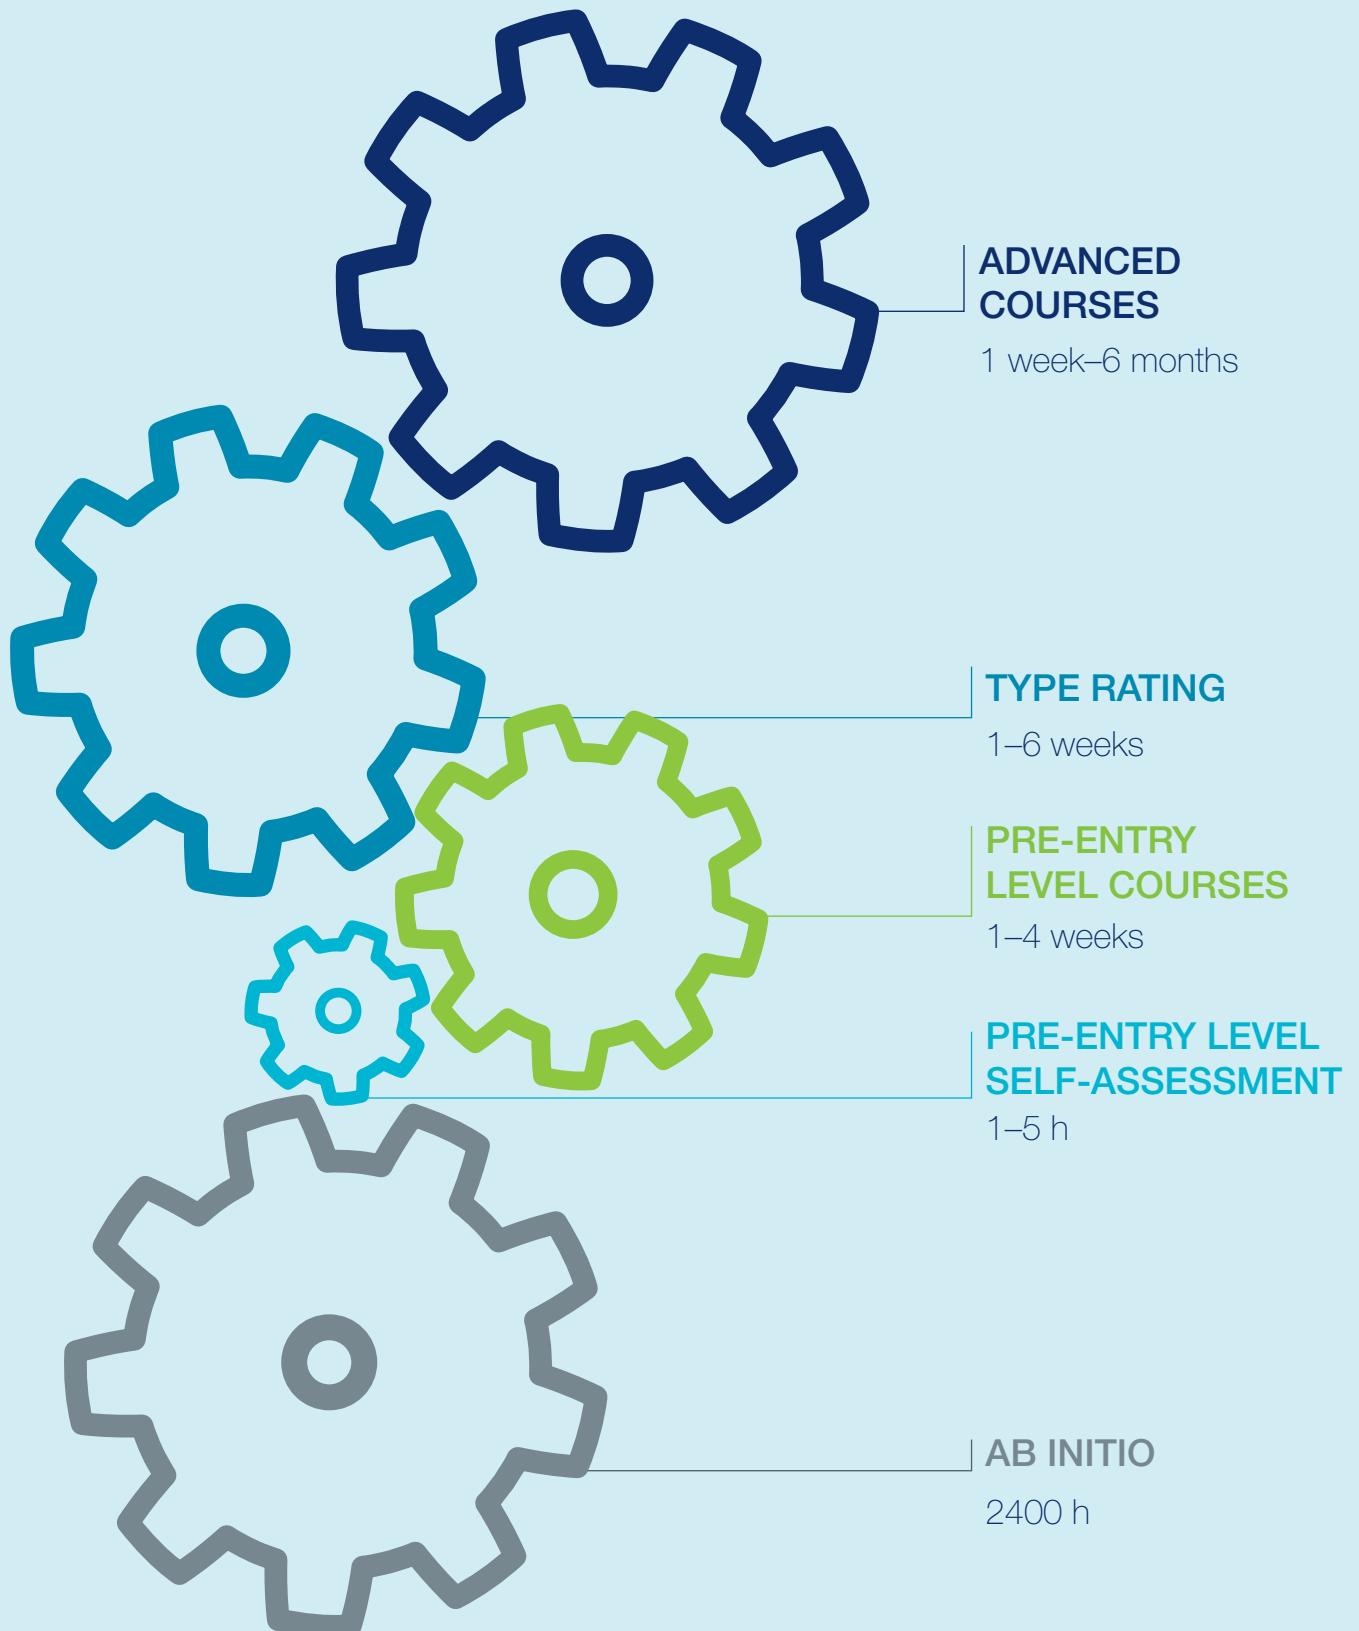 ADVANCED
COURSES
1 week–6 months
TYPE RATING
1–6 weeks
PRE-ENTRY
LEVEL COURSES
1–4 weeks
PRE-ENTRY LEVEL
SELF-ASSESSMENT
1–5 h
AB INITIO
2400 h